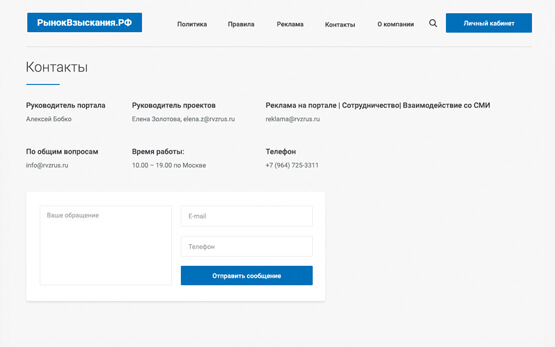 РынокВзыскания.РФ
Политика Правила Реклама Контакты О компании Личный кабинет
Контакты
Руководитель портала
Алексей Бобко
Руководитель проектов
Елена Золотова, elena.z@rvzrus.ru
Реклама на портале | Сотрудничество| Взаимодействие со СМИ
reklama@rvzrus.ru
По общим вопросам
info@rvzrus.ru
Время работы:
10.00 – 19.00 по Москве
Телефон
+7 (964) 725-3311
Ваше обращение
E-mail
Телефон
Отправить сообщение